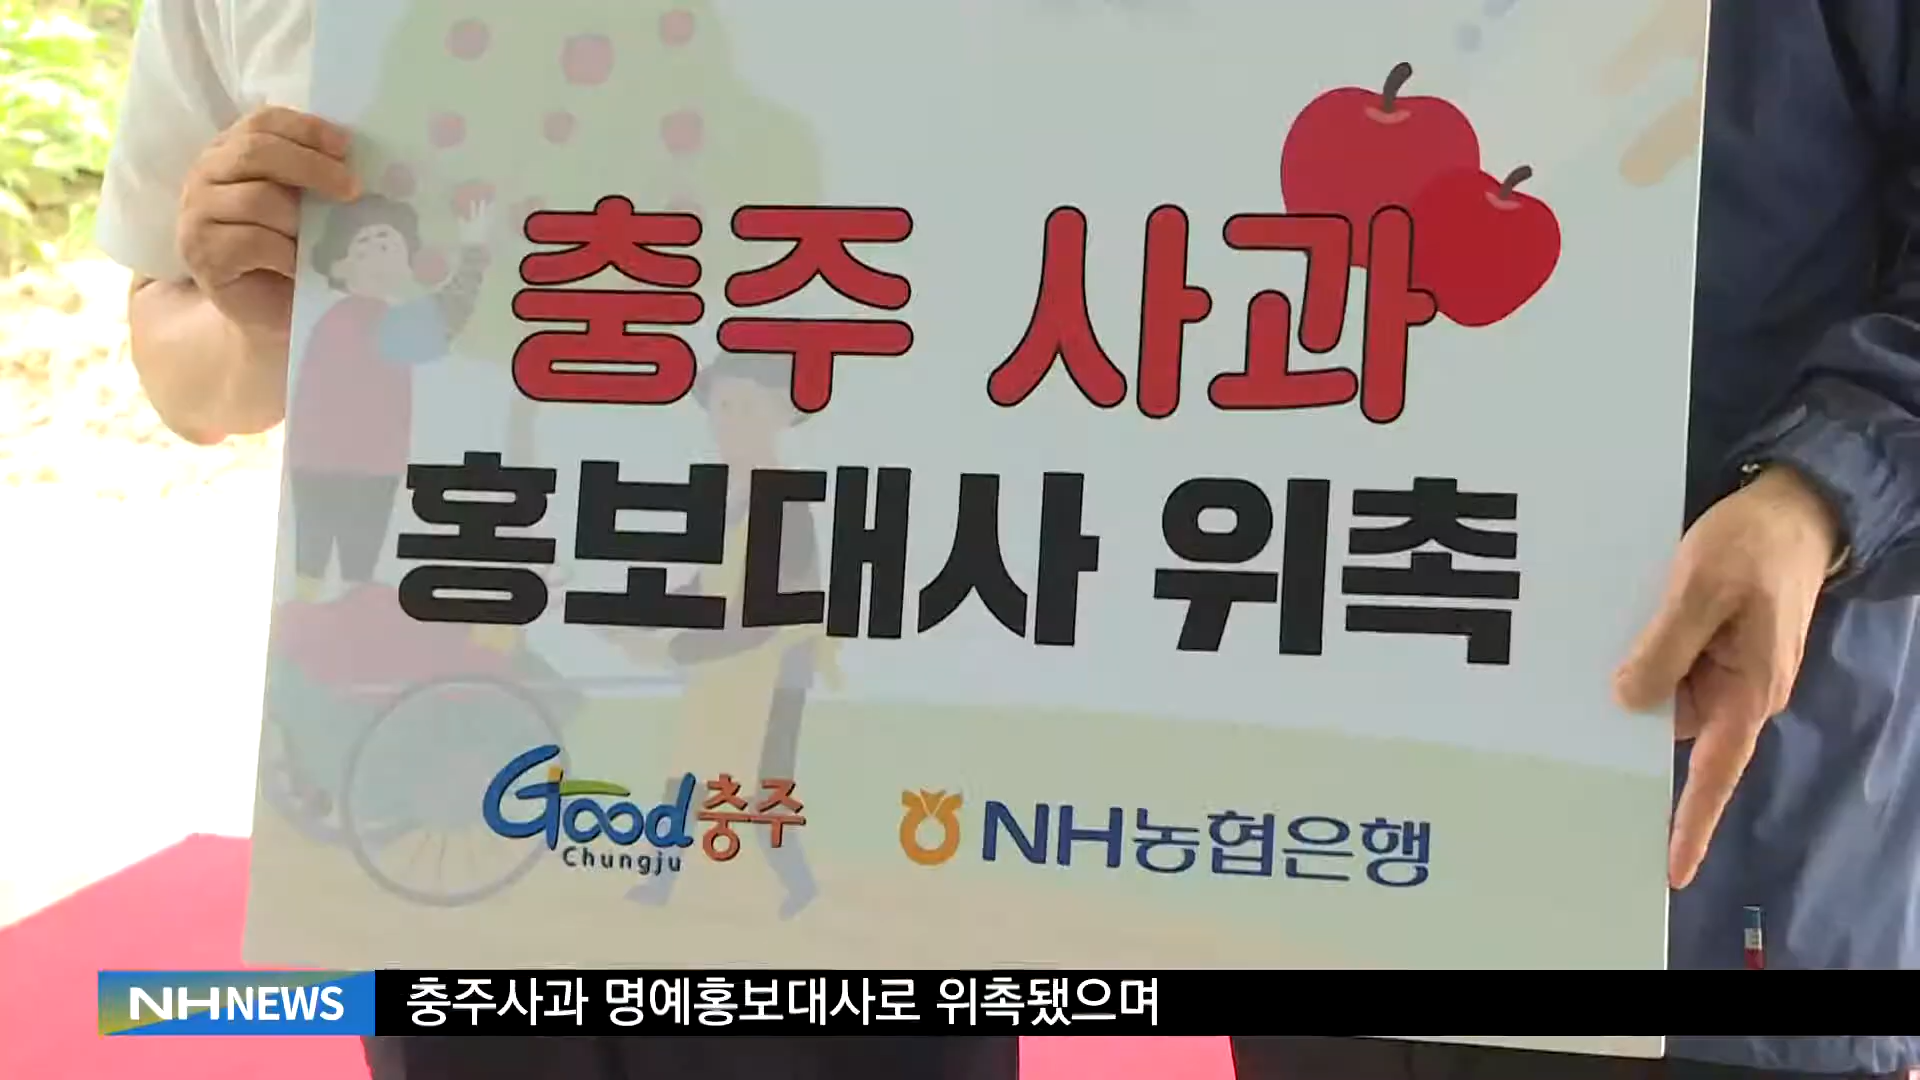 충주 사과
홍보대사 위촉
Good충주
Chungju
NH농협은행
NHNEWS
충주사과 명예홍보대사로 위촉됐으며